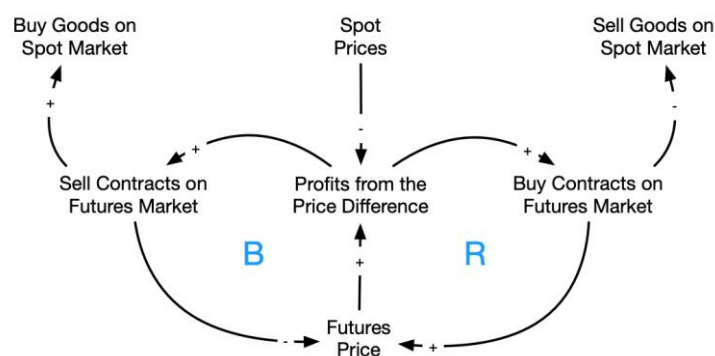 Buy Goods on
Spot Market
Spot
Prices
Sell Goods on
Spot Market
+
-
-
+
+
Sell Contracts on
Futures Market
Profits from the
Price Difference
Buy Contracts on
Futures Market
B
+
R
-
Futures
Price
+